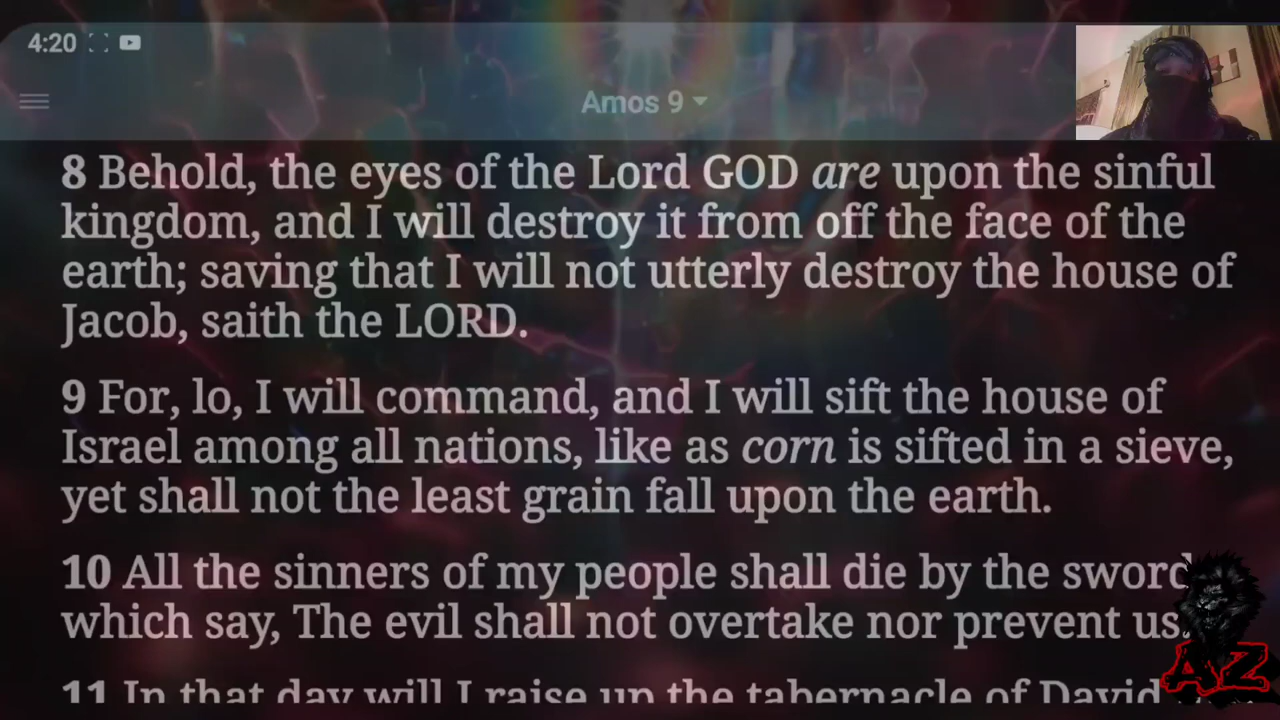 4:20
Amos 9
8 Behold, the eyes of the Lord GOD are upon the sinful
kingdom, and I will destroy it from off the face of the
earth; saving that I will not utterly destroy the house of
Jacob, saith the LORD.
9 For, lo, I will command, and I will sift the house of
Israel among all nations, like as corn is sifted in a sieve,
yet shall not the least grain fall upon the earth.
10 All the sinners of my people shall die by the sword
which say, The evil shall not overtake nor prevent us.
11 In that day will I raise up the tabernacle of David
AZ